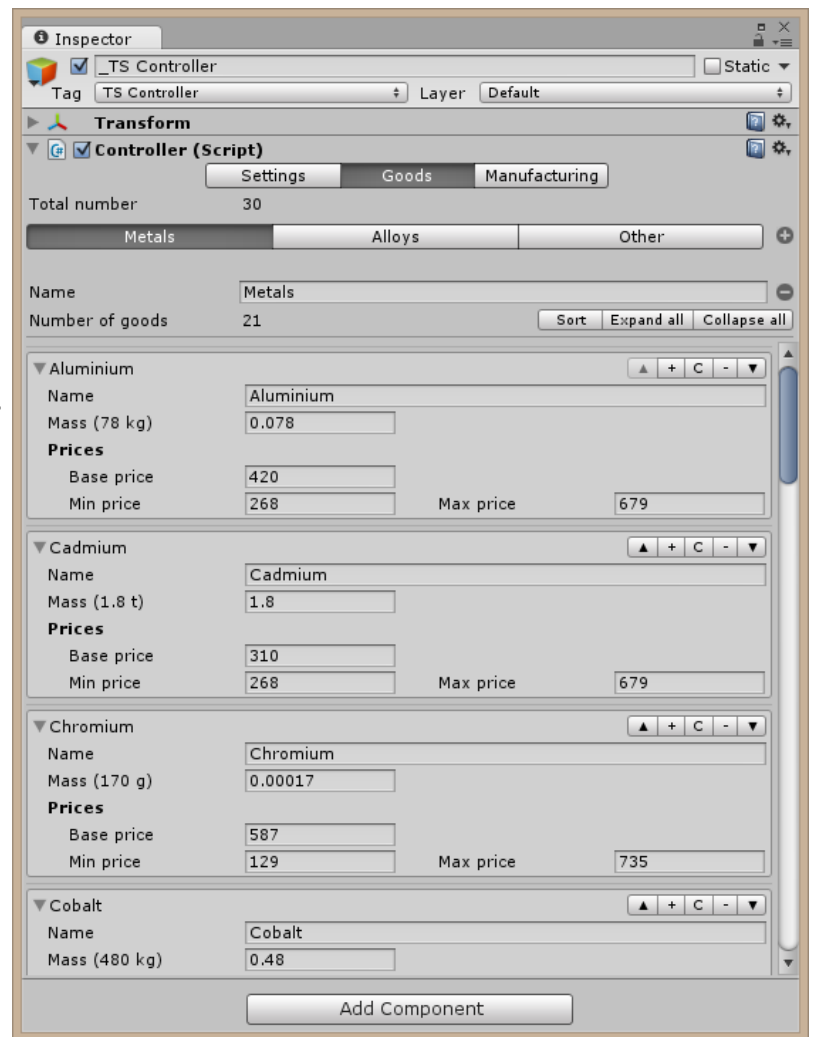 Inspector
_TS Controller Static
Tag TS Controller Layer Default
Transform
Controller (Script)
Settings Goods Manufacturing
Total number 30
Metals Alloys Other
Name Metals
Number of goods 21 Sort Expand all Collapse all
Aluminium + C -
Name Aluminium
Mass (78 kg) 0.078
Prices
Base price 420
Min price 268 Max price 679
Cadmium + C -
Name Cadmium
Mass (1.8 t) 1.8
Prices
Base price 310
Min price 268 Max price 679
Chromium + C -
Name Chromium
Mass (170 g) 0.00017
Prices
Base price 587
Min price 129 Max price 735
Cobalt + C -
Name Cobalt
Mass (480 kg) 0.48
Add Component